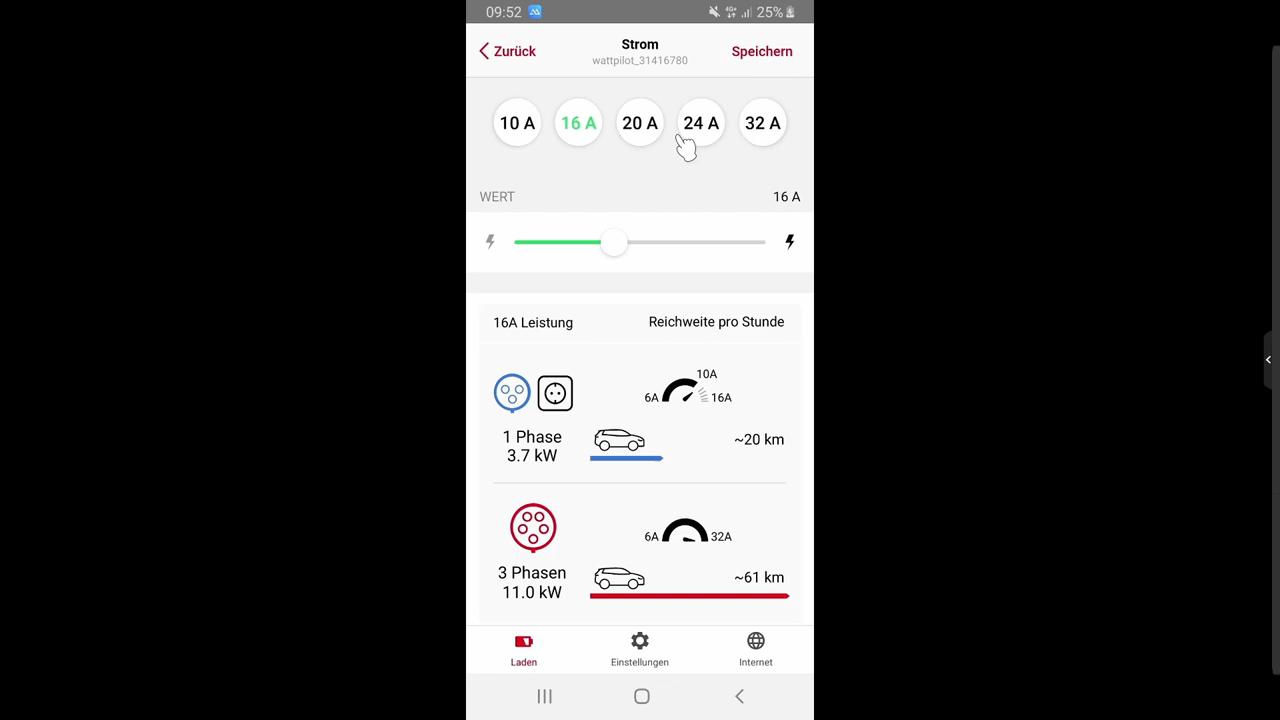 09:52 4G+ 25%
Zurück Strom Speichern
wattpilot_31416780
10 A 16 A 20 A 24 A 32 A
WERT 16 A
16A Leistung Reichweite pro Stunde
10A
6A 16A
1 Phase ~20 km
3.7 kW
6A 32A
3 Phasen ~61 km
11.0 kW
Laden Einstellungen Internet